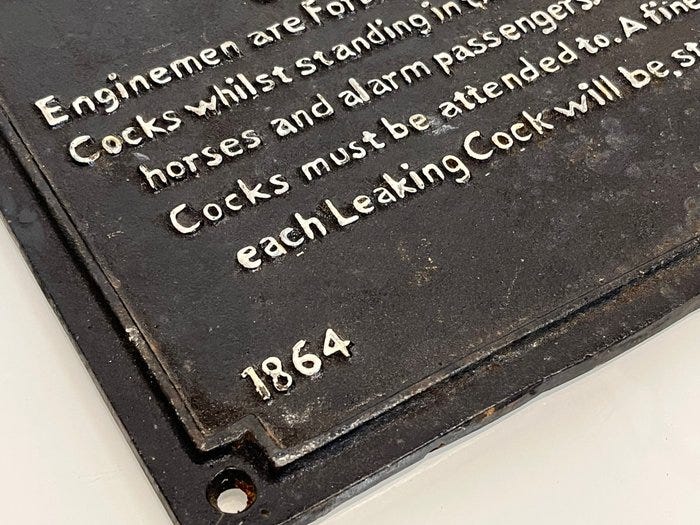 Enginemen are
Cocks whilst standing in
horses and alarm passengers.
Cocks must be attended to. A fine
each Leaking Cock will be
1864